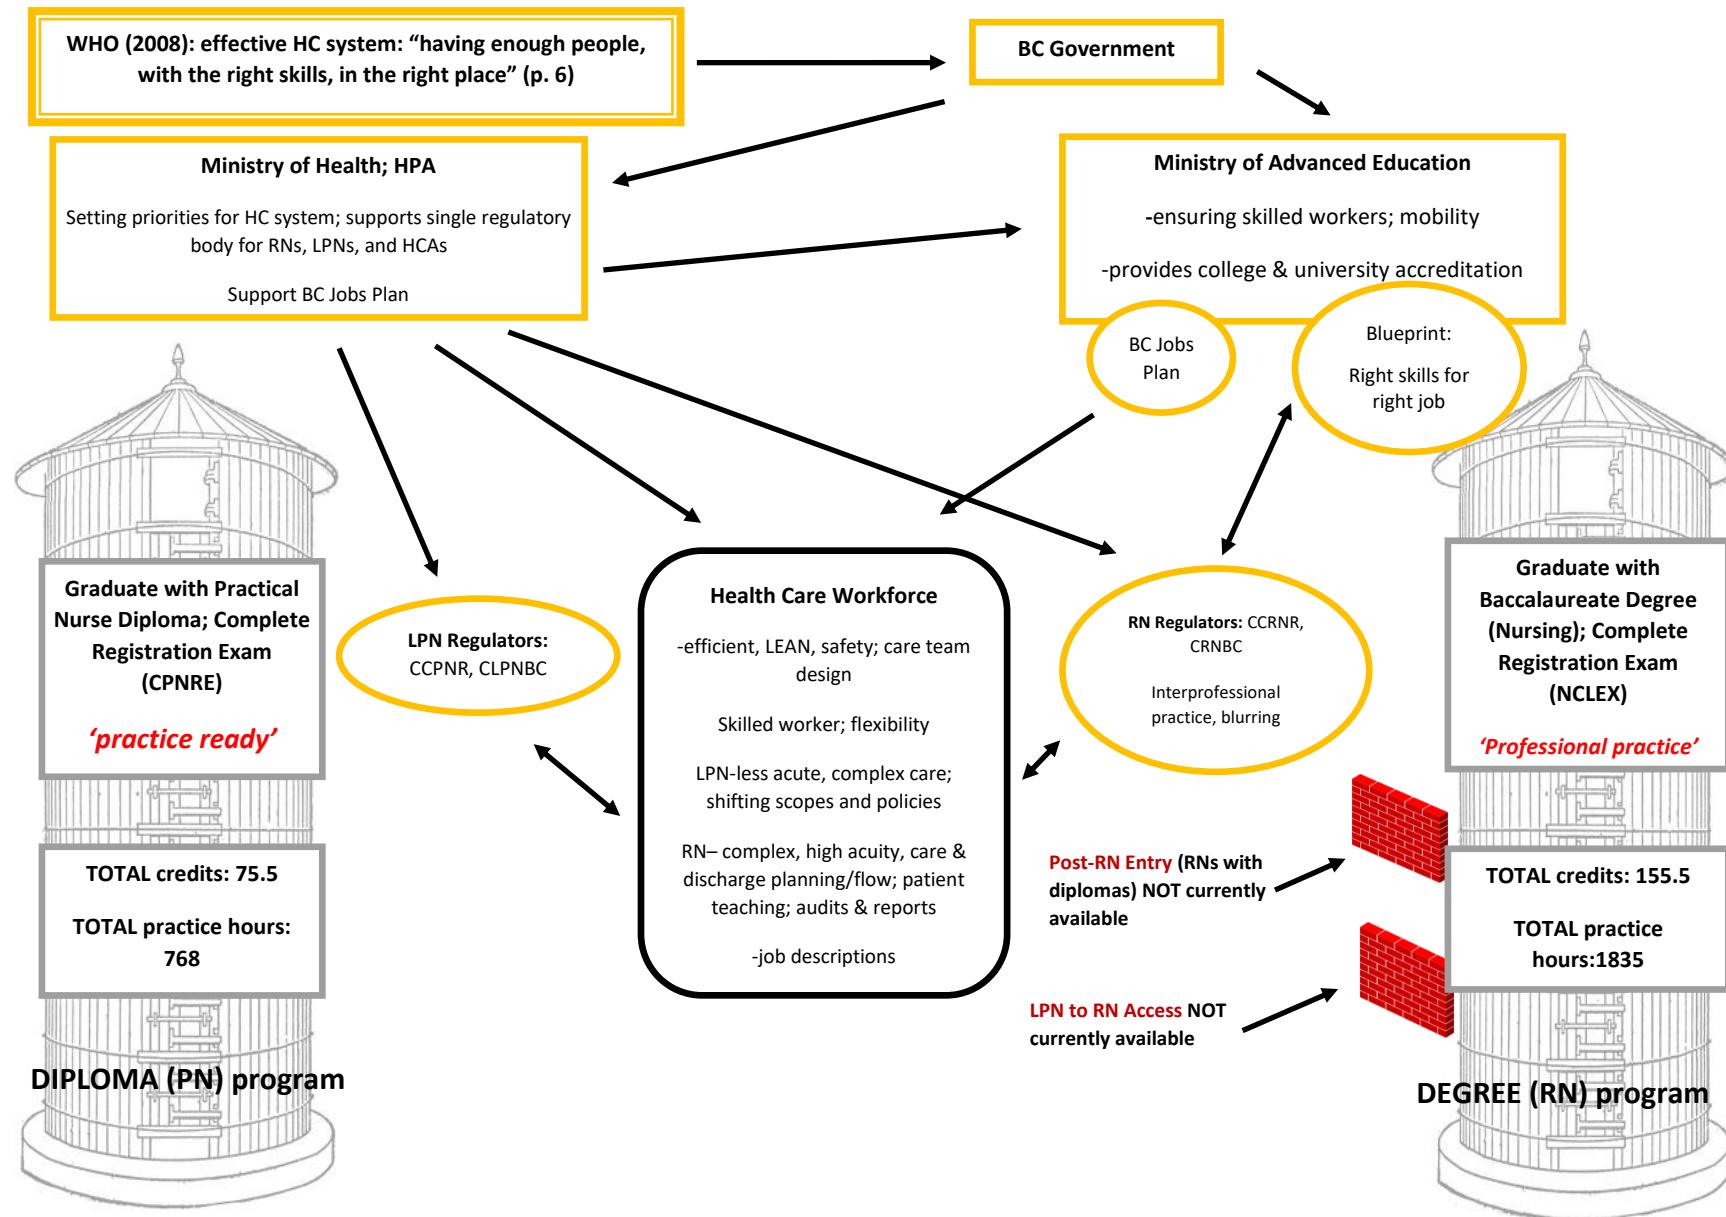 WHO (2008): effective HC system: “having enough people,
with the right skills, in the right place” (p. 6)
BC Government
Ministry of Health; HPA
Setting priorities for HC system; supports single regulatory
body for RNs, LPNs, and HCAs
Support BC Jobs Plan
Ministry of Advanced Education
-ensuring skilled workers; mobility
-provides college & university accreditation
BC Jobs
Plan
Blueprint:
Right skills for
right job
Graduate with Practical
Nurse Diploma; Complete
Registration Exam
(CPNRE)
‘practice ready’
LPN Regulators:
CCPNR, CLPNBC
Health Care Workforce
-efficient, LEAN, safety; care team
design
Skilled worker; flexibility
LPN-less acute, complex care;
shifting scopes and policies
RN– complex, high acuity, care &
discharge planning/flow; patient
teaching; audits & reports
-job descriptions
RN Regulators: CCRNR,
CRNBC
Interprofessional
practice, blurring
Graduate with
Baccalaureate Degree
(Nursing); Complete
Registration Exam
(NCLEX)
‘Professional practice’
TOTAL credits: 75.5
TOTAL practice hours:
768
Post-RN Entry (RNs with
diplomas) NOT currently
available
LPN to RN Access NOT
currently available
TOTAL credits: 155.5
TOTAL practice
hours:1835
DIPLOMA (PN) program
DEGREE (RN) program